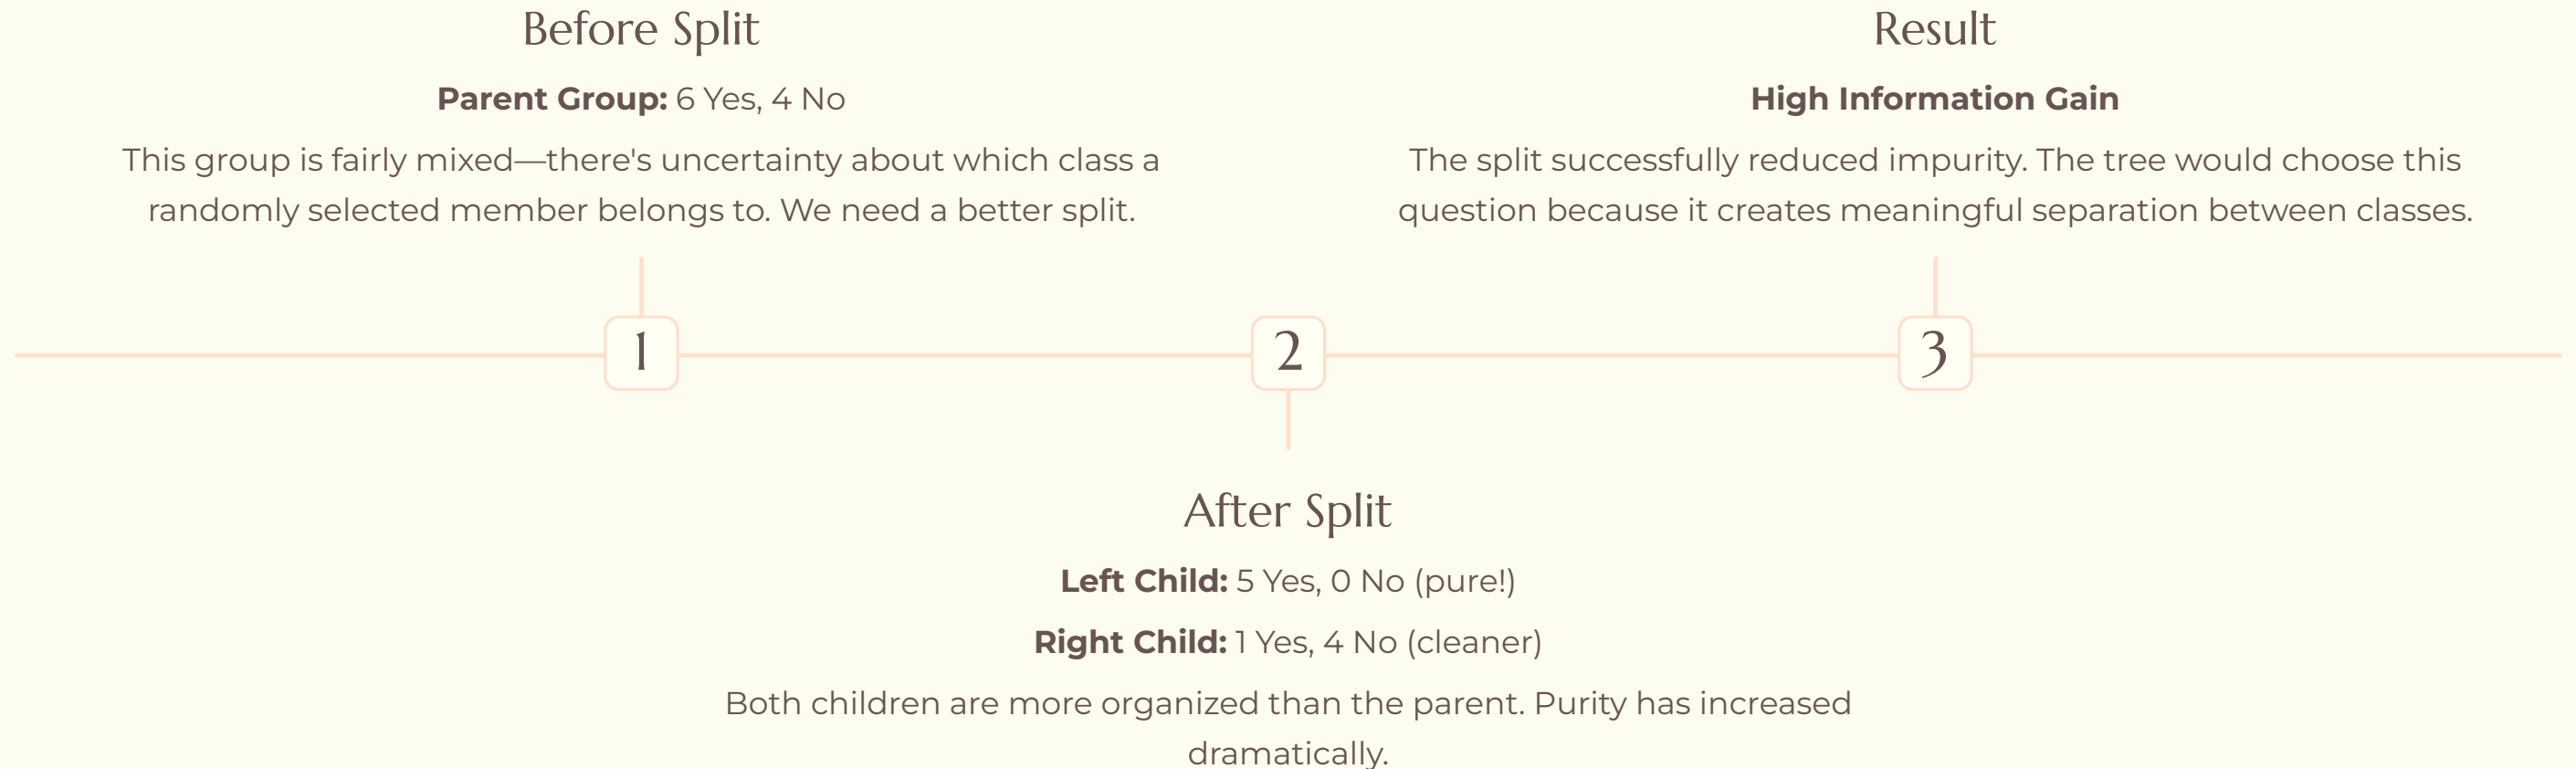 Before Split
Parent Group: 6 Yes, 4 No
This group is fairly mixed—there's uncertainty about which class a
randomly selected member belongs to. We need a better split.
1
2
After Split
Left Child: 5 Yes, 0 No (pure!)
Right Child: 1 Yes, 4 No (cleaner)
Both children are more organized than the parent. Purity has increased
dramatically.
3
Result
High Information Gain
The split successfully reduced impurity. The tree would choose this
question because it creates meaningful separation between classes.